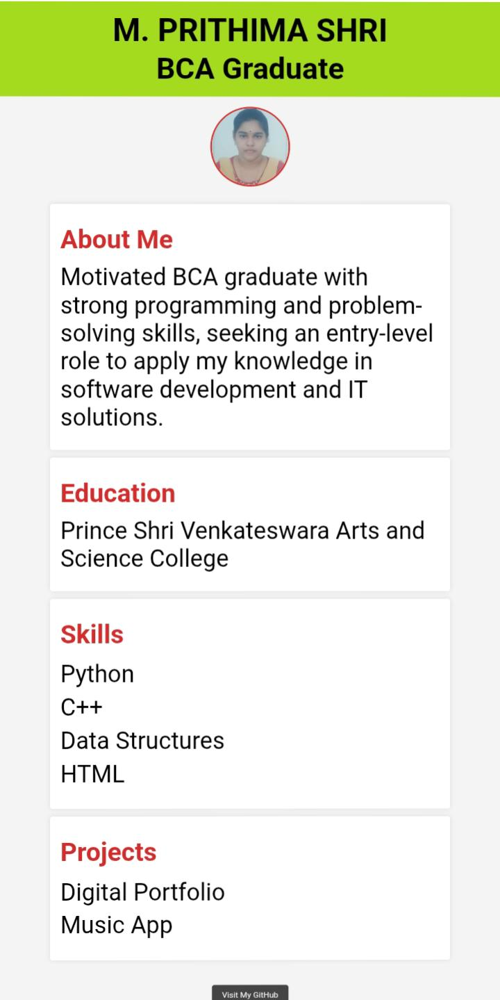 M. PRITHIMA SHRI
BCA Graduate
About Me
Motivated BCA graduate with
strong programming and problem-
solving skills, seeking an entry-level
role to apply my knowledge in
software development and IT
solutions.
Education
Prince Shri Venkateswara Arts and
Science College
Skills
Python
C++
Data Structures
HTML
Projects
Digital Portfolio
Music App
Visit My GitHub